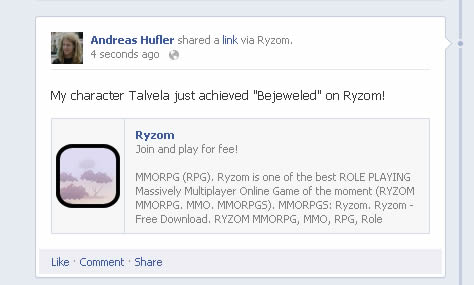 Andreas Hufler shared a link via Ryzom.
4 seconds ago
My character Talvela just achieved "Bejeweled" on Ryzom!
Ryzom
Join and play for fee!
MMORPG (RPG). Ryzom is one of the best ROLE PLAYING
Massively Multiplayer Online Game of the moment (RYZOM
MMORPG. MMO. MMORPGS). MMORPGS: Ryzom. Ryzom -
Free Download. RYZOM MMORPG, MMO, RPG, Role
Like · Comment · Share